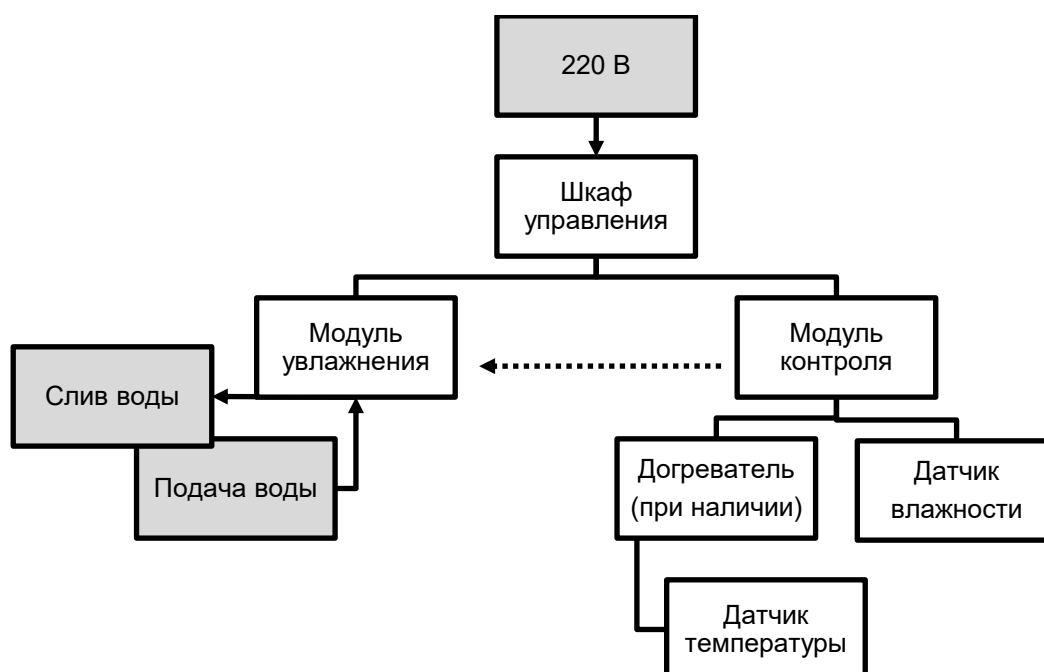 220 В
Шкаф
управления
Модуль
увлажнения
Модуль
контроля
Слив воды
Подача воды
Догреватель
(при наличии)
Датчик
влажности
Датчик
температуры